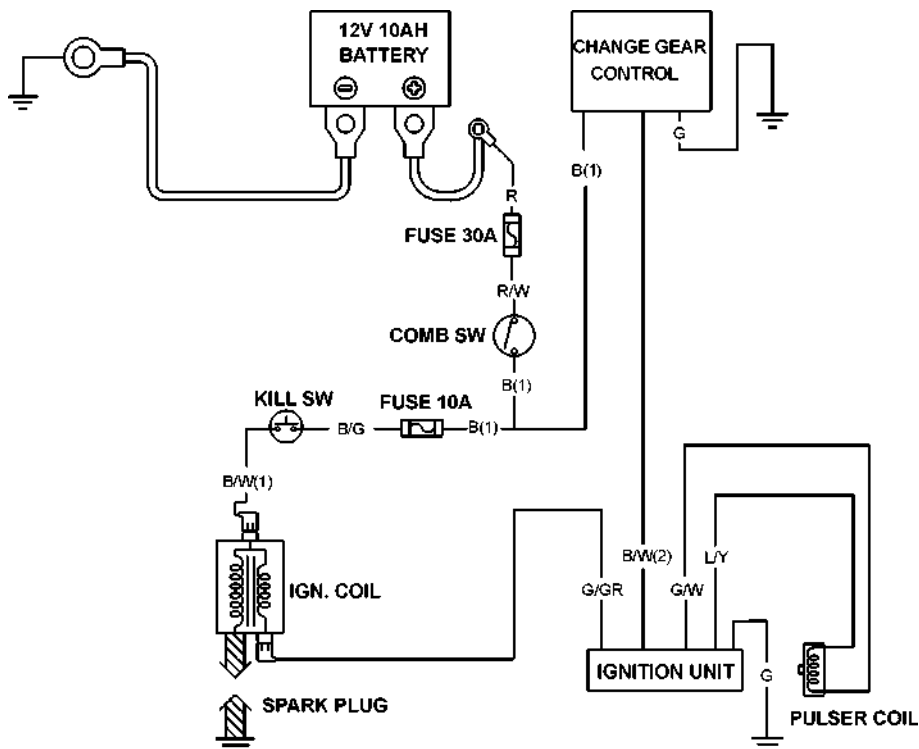 12V 10AH
BATTERY
CHANGE GEAR
CONTROL
G
B(1)
R
FUSE 30A
R/W
COMB SW
B(1)
KILL SW
FUSE 10A
B/G
B(1)
B/W(1)
B/W(2)
L/Y
G/GR
G/W
IGN. COIL
IGNITION UNIT
G
SPARK PLUG
PULSER COIL